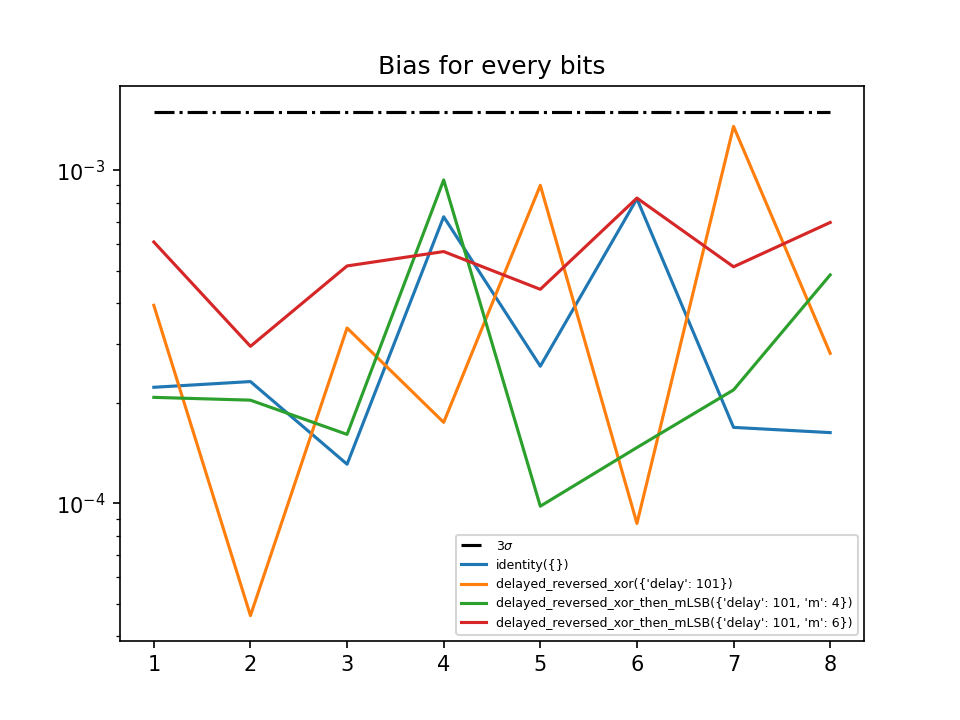 Bias for every bits
10⁻³
10⁻⁴
3σ
identity({})
delayed_reversed_xor({'delay': 101})
delayed_reversed_xor_then_mLSB({'delay': 101, 'm': 4})
delayed_reversed_xor_then_mLSB({'delay': 101, 'm': 6})
1 2 3 4 5 6 7 8